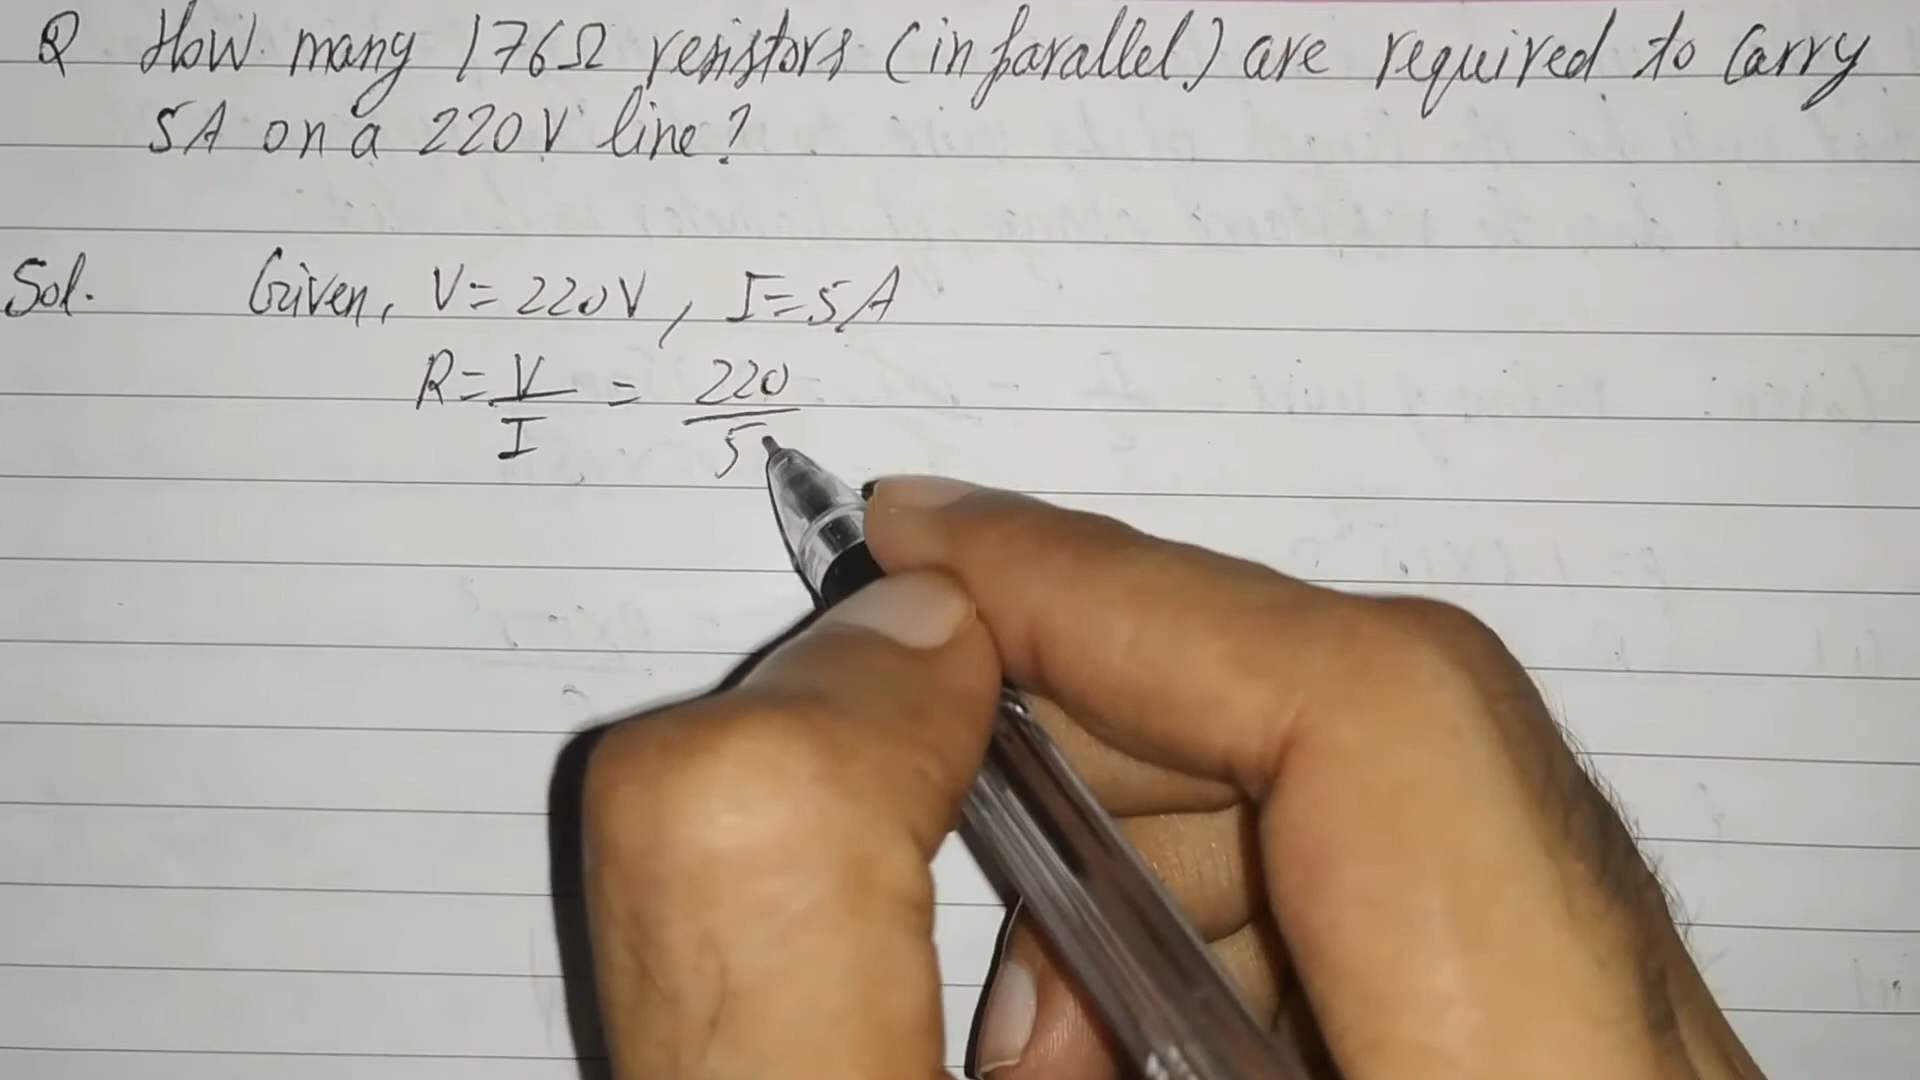 Q How many 176Ω resistors (in parallel) are required to carry
5A on a 220V line?
Sol. Given, V=220V, I=5A
R=V/I = 220/5